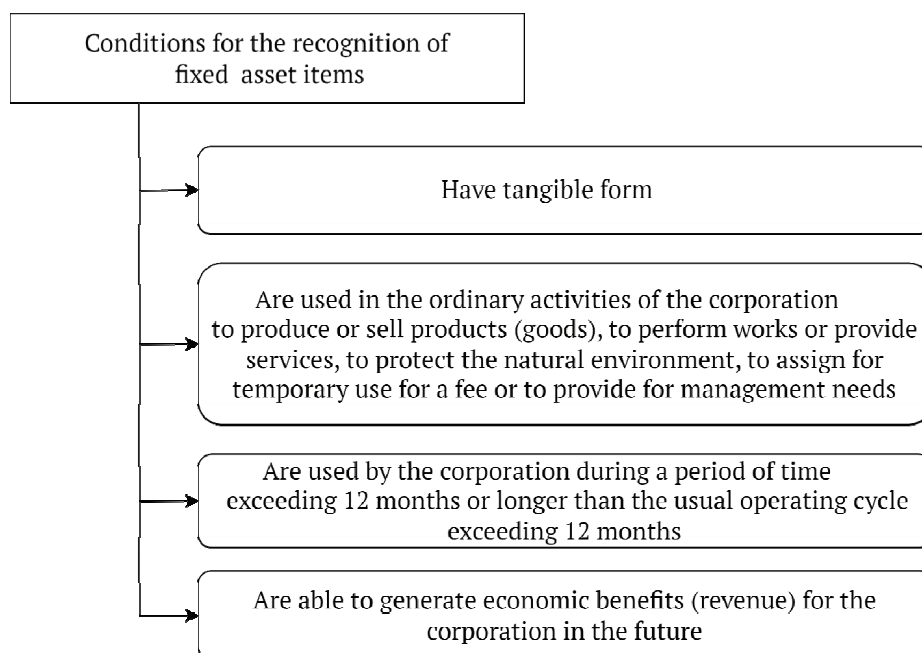 Conditions for the recognition of
fixed asset items
Have tangible form
Are used in the ordinary activities of the corporation
to produce or sell products (goods), to perform works or provide
services, to protect the natural environment, to assign for
temporary use for a fee or to provide for management needs
Are used by the corporation during a period of time
exceeding 12 months or longer than the usual operating cycle
exceeding 12 months
Are able to generate economic benefits (revenue) for the
corporation in the future